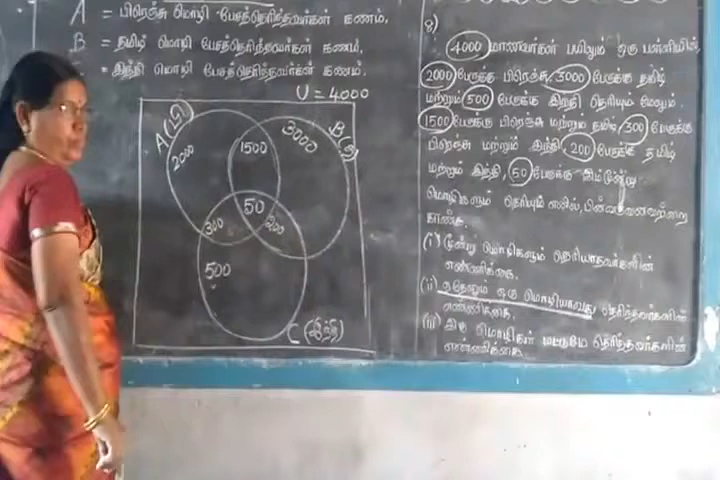 A = பிரெஞ்சு மொழி பேசத்தெரிந்தவர்கள் கணம்.
B = தமிழ் மொழி பேசத்தெரிந்தவர்கள் கணம்.
= இந்தி மொழி பேசத்தெரிந்தவர்கள் கணம்.
U = 4000
A (பி)
B (த)
2000
1500
3000
50
300
200
500
C (இந்தி)
8)
4000 மாணவர்கள் பயிலும் ஒரு பள்ளியில்,
2000 பேருக்கு பிரெஞ்சு, 3000 பேருக்கு தமிழ்
மற்றும் 500 பேருக்கு இந்தி தெரியும் மேலும்.
1500 பேருக்கு பிரெஞ்சு மற்றும் தமிழ், 300 பேருக்கு
பிரெஞ்சு மற்றும் இந்தி, 200 பேருக்கு தமிழ்
மற்றும் இந்தி, 50 பேருக்கு இம்மூன்று
மொழிகளும் தெரியும் எனில், பின்வருவனவற்றை
காண்க.
(i) மூன்று மொழிகளும் தெரியாதவர்களின்
எண்ணிக்கை.
(ii) ஏதேனும் ஒரு மொழியாவது தெரிந்தவர்களின்
எண்ணிக்கை.
(iii) இரு மொழிகள் மட்டுமே தெரிந்தவர்களின்
எண்ணிக்கை